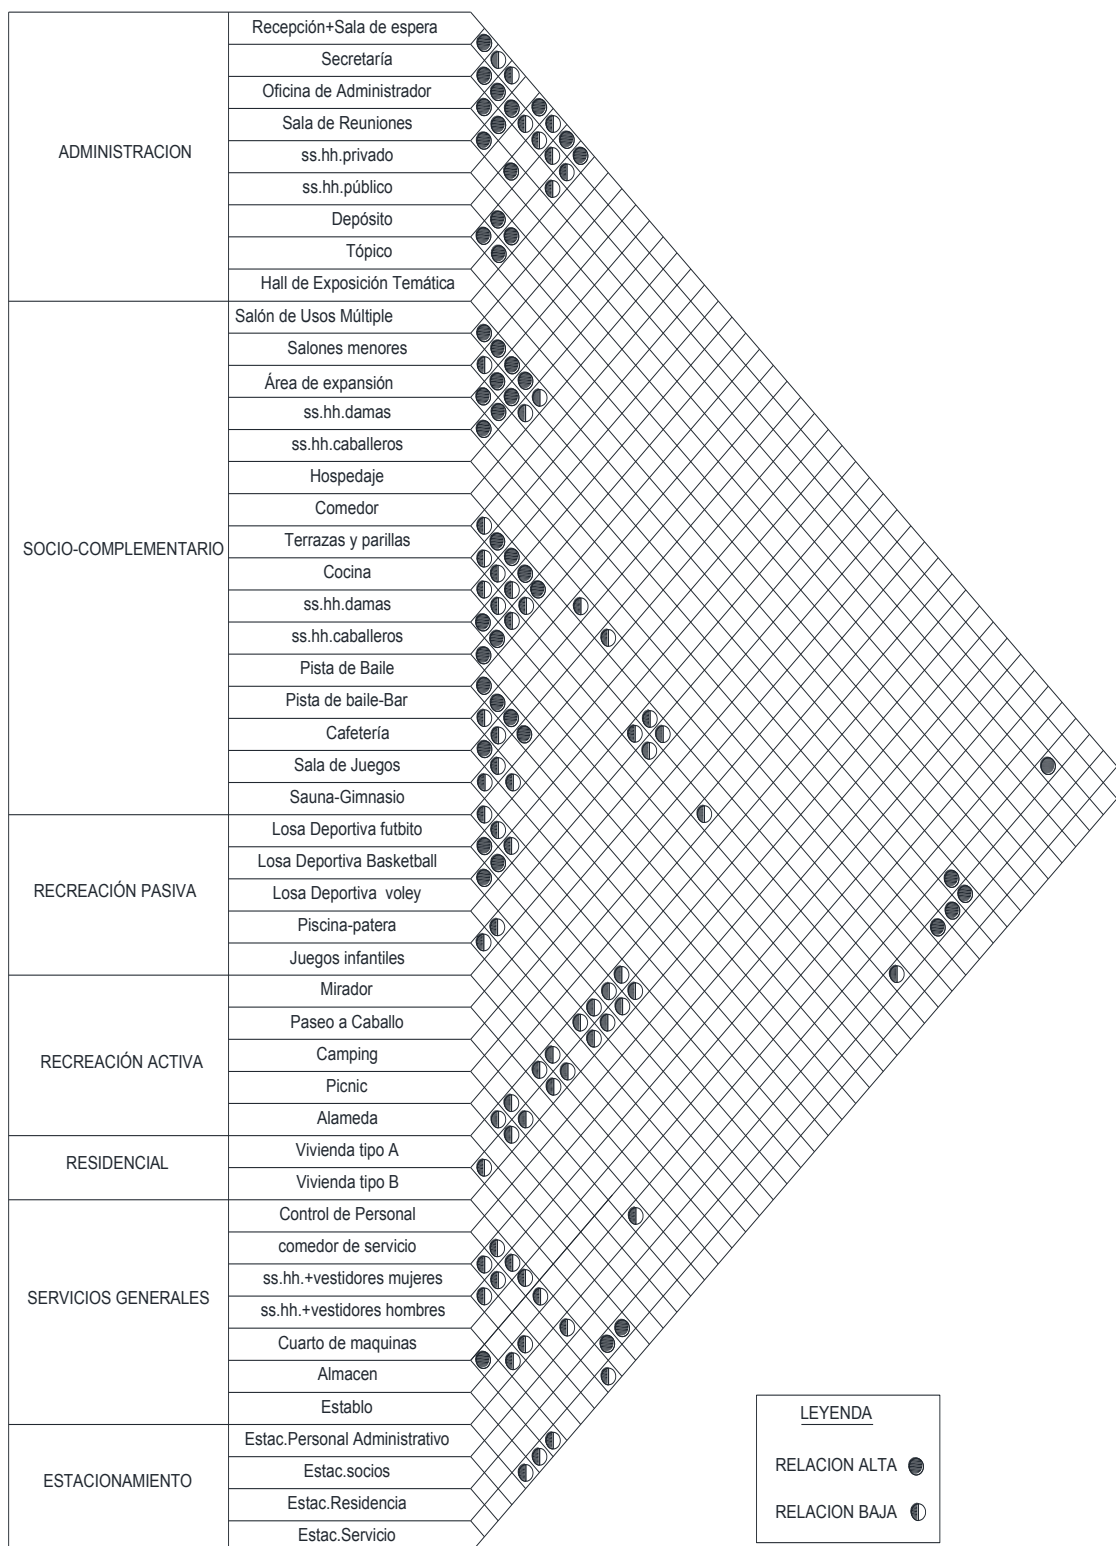 ADMINISTRACION
Recepción+Sala de espera
Secretaría
Oficina de Administrador
Sala de Reuniones
ss.hh.privado
ss.hh.público
Depósito
Tópico
Hall de Exposición Temática
SOCIO-COMPLEMENTARIO
Salón de Usos Múltiple
Salones menores
Área de expansión
ss.hh.damas
ss.hh.caballeros
Hospedaje
Comedor
Terrazas y parillas
Cocina
ss.hh.damas
ss.hh.caballeros
Pista de Baile
Pista de baile-Bar
Cafetería
Sala de Juegos
Sauna-Gimnasio
RECREACIÓN PASIVA
Losa Deportiva futbito
Losa Deportiva Basketball
Losa Deportiva voley
Piscina-patera
Juegos infantiles
RECREACIÓN ACTIVA
Mirador
Paseo a Caballo
Camping
Picnic
Alameda
RESIDENCIAL
Vivienda tipo A
Vivienda tipo B
SERVICIOS GENERALES
Control de Personal
comedor de servicio
ss.hh.+vestidores mujeres
ss.hh.+vestidores hombres
Cuarto de maquinas
Almacen
Establo
ESTACIONAMIENTO
Estac.Personal Administrativo
Estac.socios
Estac.Residencia
Estac.Servicio
LEYENDA
RELACION ALTA
RELACION BAJA